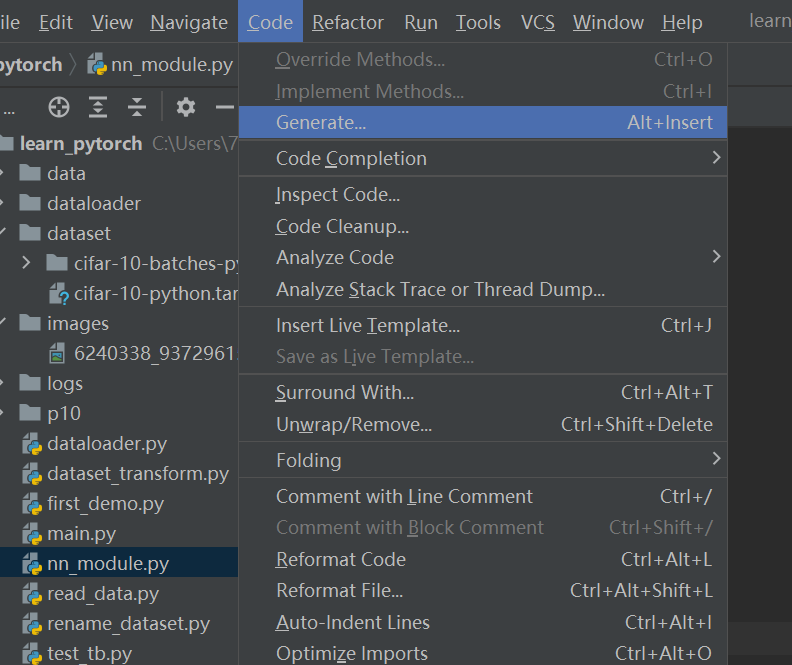 ile Edit View Navigate Code Refactor Run Tools VCS Window Help learn
pytorch nn_module.py
...
learn_pytorch C:\Users\7
data
dataloader
dataset
cifar-10-batches-py
cifar-10-python.tar
images
6240338_9372961
logs
p10
dataloader.py
dataset_transform.py
first_demo.py
main.py
nn_module.py
read_data.py
rename_dataset.py
test_tb.py
Override Methods... Ctrl+O
Implement Methods... Ctrl+I
Generate... Alt+Insert
Code Completion
Inspect Code...
Code Cleanup...
Analyze Code
Analyze Stack Trace or Thread Dump...
Insert Live Template... Ctrl+J
Save as Live Template...
Surround With... Ctrl+Alt+T
Unwrap/Remove... Ctrl+Shift+Delete
Folding
Comment with Line Comment Ctrl+/
Comment with Block Comment Ctrl+Shift+/
Reformat Code Ctrl+Alt+L
Reformat File... Ctrl+Alt+Shift+L
Auto-Indent Lines Ctrl+Alt+I
Optimize Imports Ctrl+Alt+O